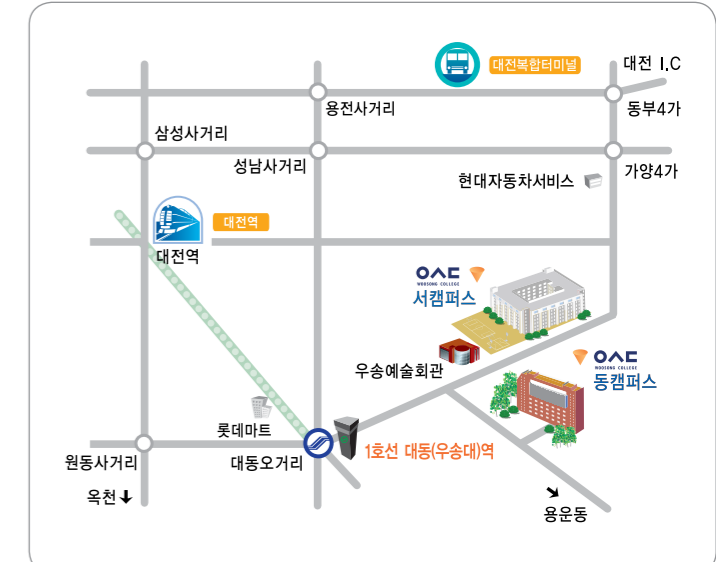 대전복합터미널
대전 I.C
용전사거리
동부4가
삼성사거리
성남사거리
가양4가
현대자동차서비스
대전역
대전역
WOOSONG COLLEGE
서캠퍼스
우송예술회관
WOOSONG COLLEGE
동캠퍼스
롯데마트
1호선 대동(우송대)역
원동사거리
대동오거리
옥천
용운동